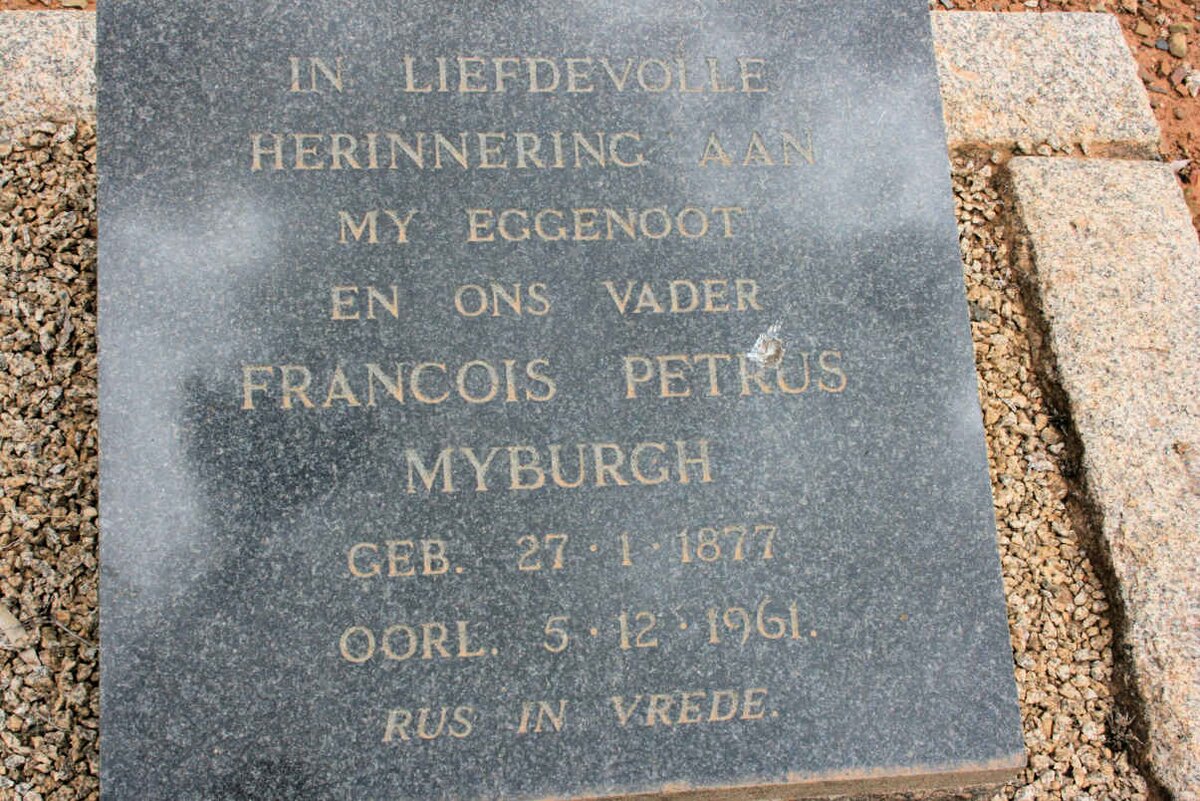 IN LIEFDEVOLLE
HERINNERING AAN
MY EGGENOOT
EN ONS VADER
FRANCOIS PETRUS
MYBURGH
GEB. 27·1·1877
OORL. 5·12·1961.
RUS IN VREDE.